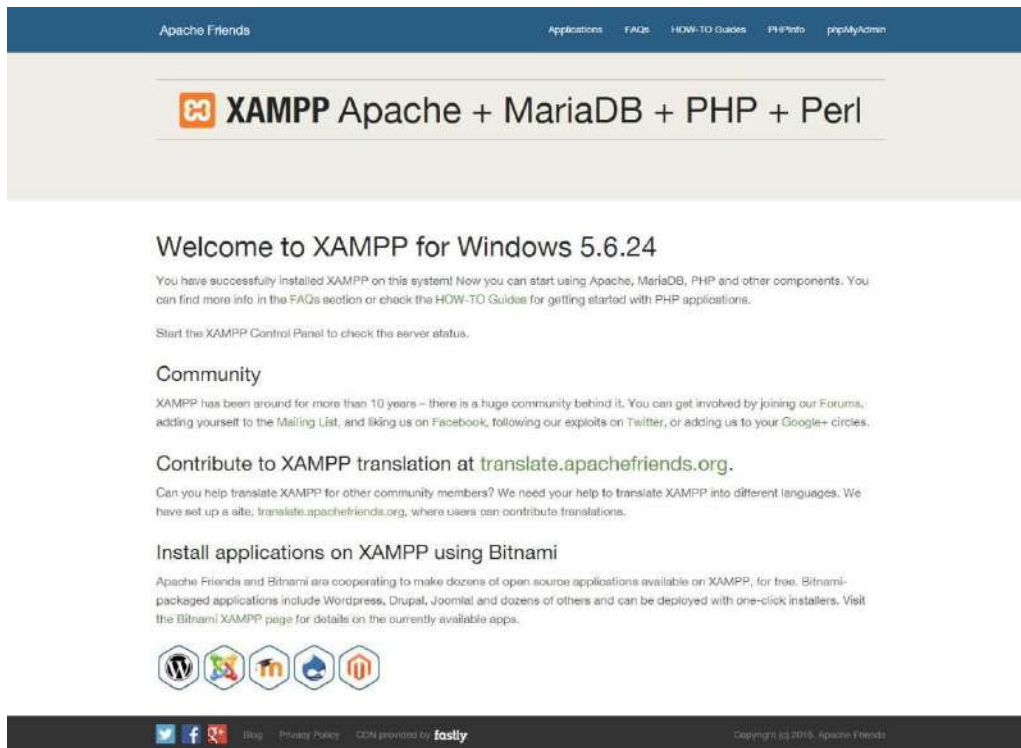 Apache Friends
Applications FAQs HOW-TO Guides PHPInfo phpMyAdmin
XAMPP Apache + MariaDB + PHP + Perl
Welcome to XAMPP for Windows 5.6.24
You have successfully installed XAMPP on this system! Now you can start using Apache, MariaDB, PHP and other components. You
can find more info in the FAQs section or check the HOW-TO Guides for getting started with PHP applications.
Start the XAMPP Control Panel to check the server status.
Community
XAMPP has been around for more than 10 years – there is a huge community behind it. You can get involved by joining our Forums,
adding yourself to the Mailing List, and liking us on Facebook, following our exploits on Twitter, or adding us to your Google+ circles.
Contribute to XAMPP translation at translate.apachefriends.org.
Can you help translate XAMPP for other community members? We need your help to translate XAMPP into different languages. We
have set up a site, translate.apachefriends.org, where users can contribute translations.
Install applications on XAMPP using Bitnami
Apache Friends and Bitnami are cooperating to make dozens of open source applications available on XAMPP, for free. Bitnami-
packaged applications include Wordpress, Drupal, Joomla! and dozens of others and can be deployed with one-click installers. Visit
the Bitnami XAMPP page for details on the currently available apps.
Blog Privacy Policy CDN provided by fastly
Copyright (c) 2015, Apache Friends